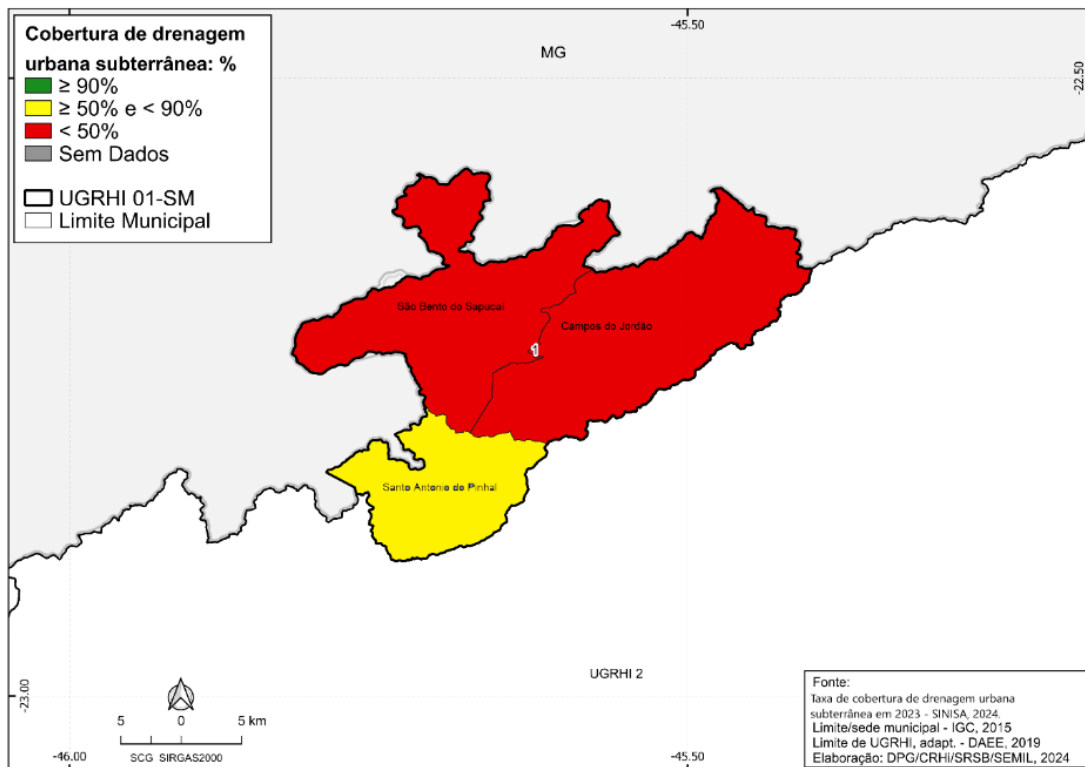 Cobertura de drenagem
urbana subterrânea: %
≥ 90%
≥ 50% e < 90%
< 50%
Sem Dados
UGRHI 01-SM
Limite Municipal
-45.50
MG
-22.50
São Bento do Sapucaí
Campos do Jordão
1
Santo Antonio do Pinhal
UGRHI 2
-23.00
5 0 5 km
SCG SIRGAS2000
-46.00
-45.50
Fonte:
Taxa de cobertura de drenagem urbana
subterrânea em 2023 - SINISA, 2024.
Limite/sede municipal - IGC, 2015
Limite de UGRHI, adapt. - DAEE, 2019
Elaboração: DPG/CRHi/SRSB/SEMIL, 2024